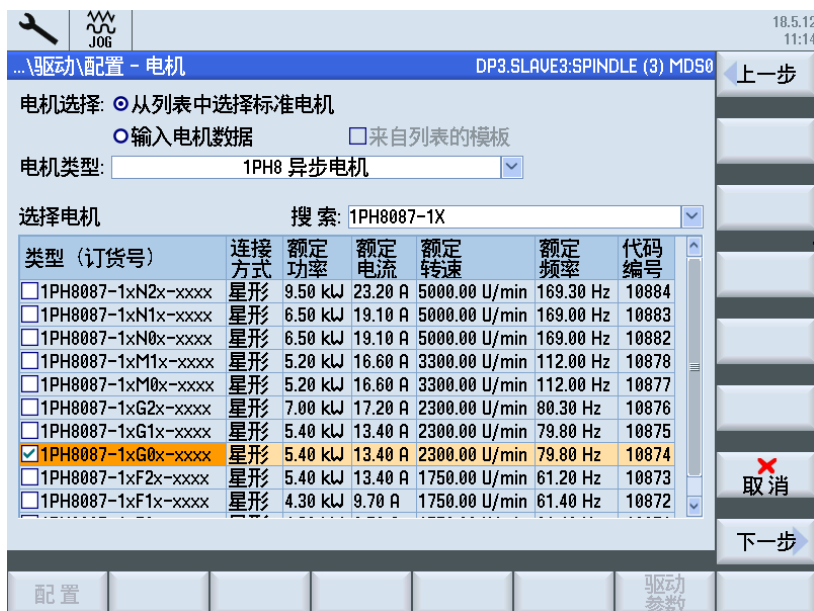 JOG
18.5.12
11:14
...\驱动\配置 - 电机 DP3.SLAVE3:SPINDLE (3) MDS0
上一步
电机选择: 从列表中选择标准电机
输入电机数据 来自列表的模板
电机类型: 1PH8 异步电机
选择电机 搜 索: 1PH8087-1X
类型（订货号） 连接方式 额定功率 额定电流 额定转速 额定频率 代码编号
1PH8087-1xN2x-xxxx 星形 9.50 kW 23.20 A 5000.00 U/min 169.30 Hz 10884
1PH8087-1xN1x-xxxx 星形 6.50 kW 19.10 A 5000.00 U/min 169.00 Hz 10883
1PH8087-1xN0x-xxxx 星形 6.50 kW 19.10 A 5000.00 U/min 169.00 Hz 10882
1PH8087-1xM1x-xxxx 星形 5.20 kW 16.60 A 3300.00 U/min 112.00 Hz 10878
1PH8087-1xM0x-xxxx 星形 5.20 kW 16.60 A 3300.00 U/min 112.00 Hz 10877
1PH8087-1xG2x-xxxx 星形 7.00 kW 17.20 A 2300.00 U/min 80.30 Hz 10876
1PH8087-1xG1x-xxxx 星形 5.40 kW 13.40 A 2300.00 U/min 79.80 Hz 10875
1PH8087-1xG0x-xxxx 星形 5.40 kW 13.40 A 2300.00 U/min 79.80 Hz 10874
1PH8087-1xF2x-xxxx 星形 5.40 kW 13.40 A 1750.00 U/min 61.20 Hz 10873
1PH8087-1xF1x-xxxx 星形 4.30 kW 9.70 A 1750.00 U/min 61.40 Hz 10872
取消
下一步
配置
驱动
参数